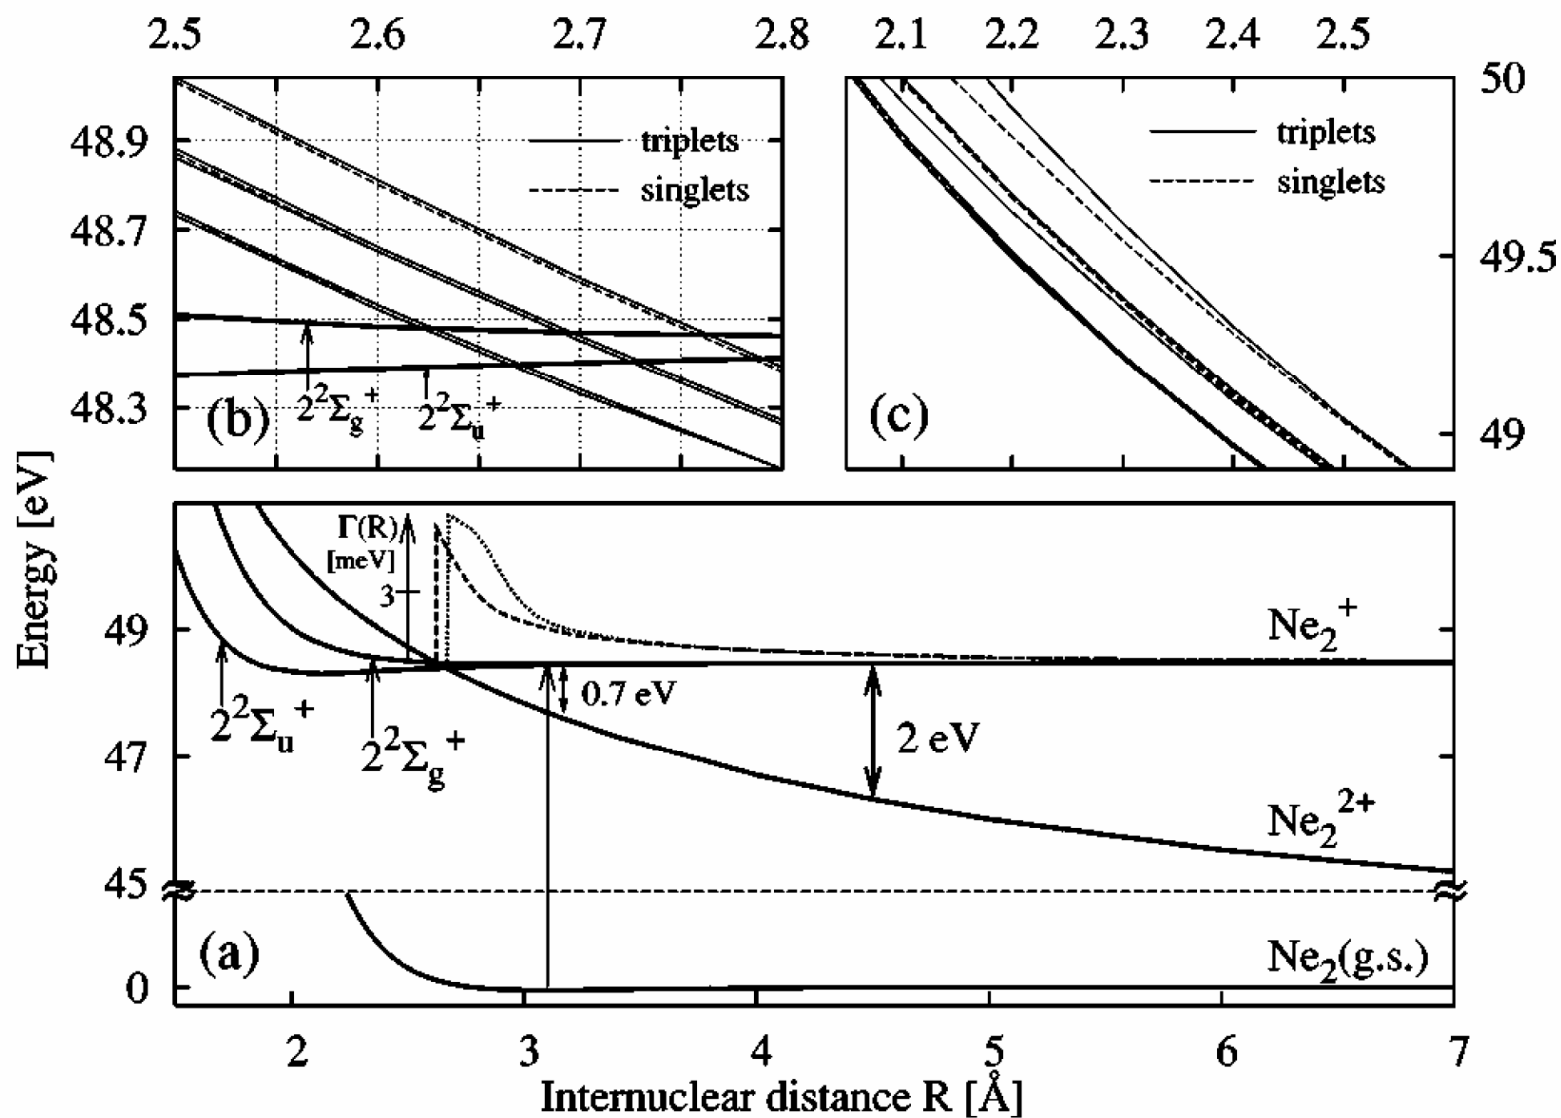 2.5 2.6 2.7 2.8 2.1 2.2 2.3 2.4 2.5
48.9
48.7
48.5
48.3
triplets
singlets
2²Σg⁺
2²Σu⁺
(b)
triplets
singlets
(c)
50
49.5
49
Energy [eV]
49
47
45
0
Γ(R)
[meV]
3
Ne₂⁺
0.7 eV
2 eV
2²Σu⁺
2²Σg⁺
Ne₂²⁺
(a)
Ne₂(g.s.)
2 3 4 5 6 7
Internuclear distance R [Å]